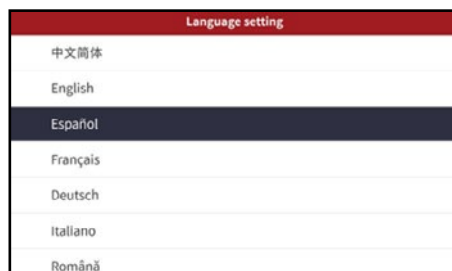 Language setting
中文简体
English
Español
Français
Deutsch
Italiano
Română